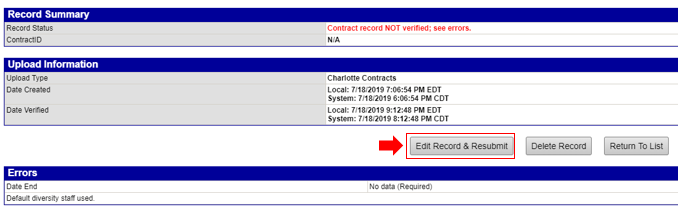 Record Summary
Record Status Contract record NOT verified; see errors.
ContractID N/A
Upload Information
Upload Type Charlotte Contracts
Date Created Local: 7/18/2019 7:06:54 PM EDT
System: 7/18/2019 6:06:54 PM CDT
Date Verified Local: 7/18/2019 9:12:48 PM EDT
System: 7/18/2019 8:12:48 PM CDT
Edit Record & Resubmit Delete Record Return To List
Errors
Date End No data (Required)
Default diversity staff used.